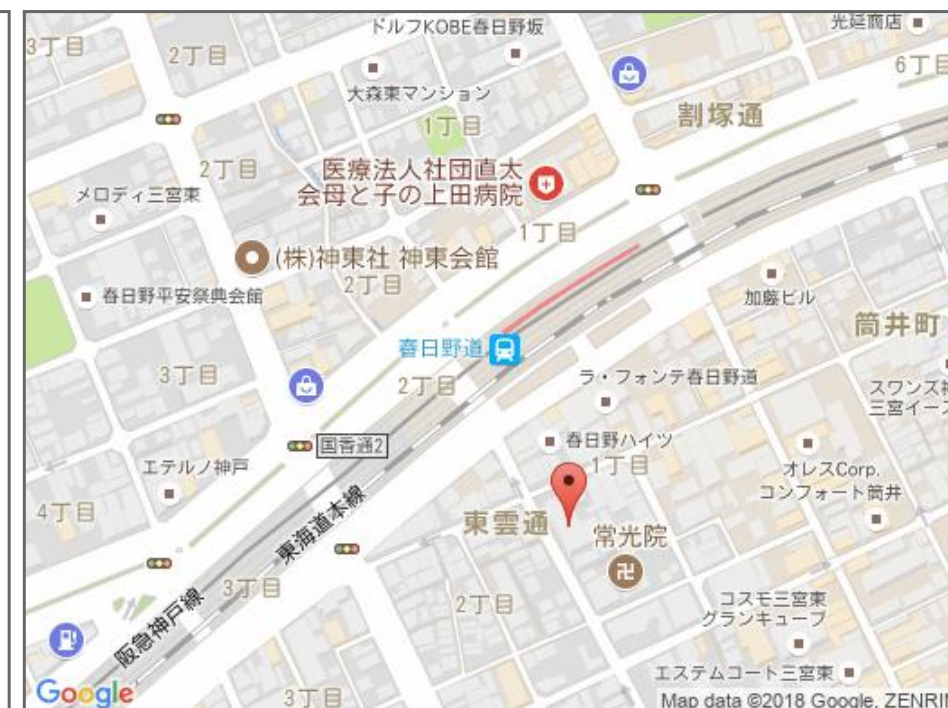 ドルフKOBE春日野坂
光延商店
3丁目
2丁目
6丁目
大森東マンション
割塚通
1丁目
2丁目
医療法人社団直太
会母と子の上田病院
メロディ三宮東
1丁目
(株)神東社 神東会館
2丁目
春日野平安祭典会館
加藤ビル
筒井町
春日野道
3丁目
2丁目
ラ・フォンテ春日野道
スワンズ
三宮イー
国香通2
春日野ハイツ
1丁目
エテルノ神戸
オレスCorp.
コンフォート筒井
4丁目
東雲通
東海道本線
常光院
3丁目
2丁目
阪急神戸線
コスモ三宮東
グランキューブ
エステムコート三宮東
3丁目
Google
Map data ©2018 Google, ZENRIN